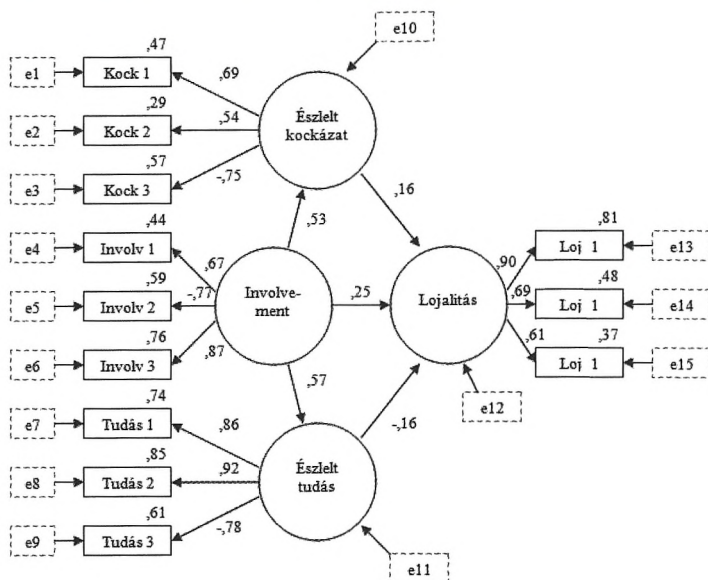 e10
,47
e1
Kock 1
,69
,29
e2
Kock 2
,54
Észlelt
kockázat
,57
e3
Kock 3
-,75
,16
,53
,44
e4
Involv 1
,67
,81
Loj 1
e13
,90
,59
e5
Involv 2
-,77
Involve-
ment
,25
Lojalitás
,48
,69
Loj 1
e14
,76
e6
Involv 3
,87
,61
,37
Loj 1
e15
,57
e12
,74
e7
Tudás 1
,86
-,16
,85
e8
Tudás 2
,92
Észlelt
tudás
,61
e9
Tudás 3
-,78
e11